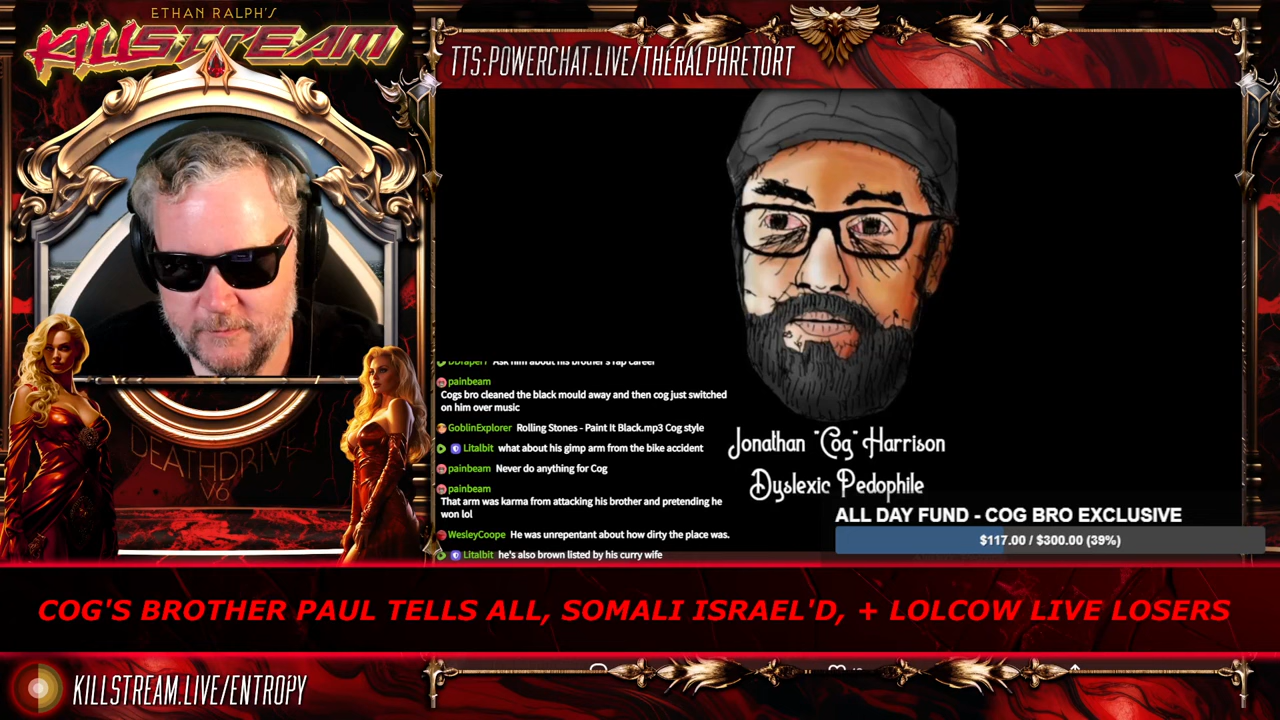 ETHAN RALPH'S
KILLSTREAM
TTS:POWERCHAT.LIVE/THERALPHRETORT
Ask him about his brother's rap career
painbeam
Cogs bro cleaned the black mould away and then cog just switched
on him over music
GoblinExplorer Rolling Stones - Paint It Black.mp3 Cog style
Litalbit what about his gimp arm from the bike accident
painbeam Never do anything for Cog
painbeam
That arm was karma from attacking his brother and pretending he
won lol
WesleyCoope He was unrepentant about how dirty the place was.
Litalbit he's also brown listed by his curry wife
Jonathan "Cog" Harrison
Dyslexic Pedophile
ALL DAY FUND - COG BRO EXCLUSIVE
$117.00 / $300.00 (39%)
DEATHDRIVE
V6
COG'S BROTHER PAUL TELLS ALL, SOMALI ISRAEL'D, + LOLCOW LIVE LOSERS
KILLSTREAM.LIVE/ENTROPY